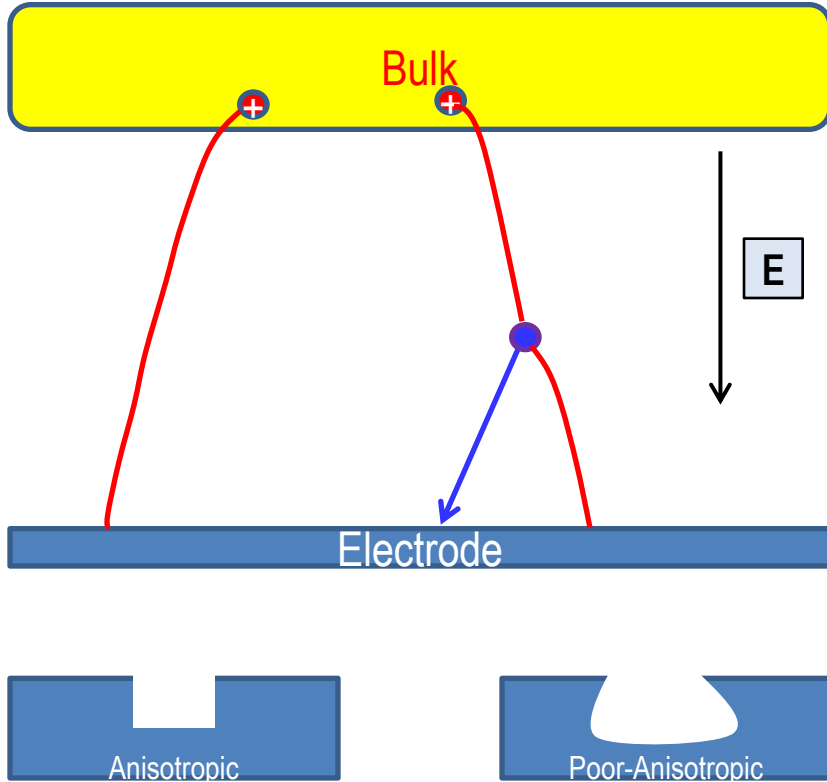 Bulk
+
+
E
Electrode
Anisotropic
Poor-Anisotropic